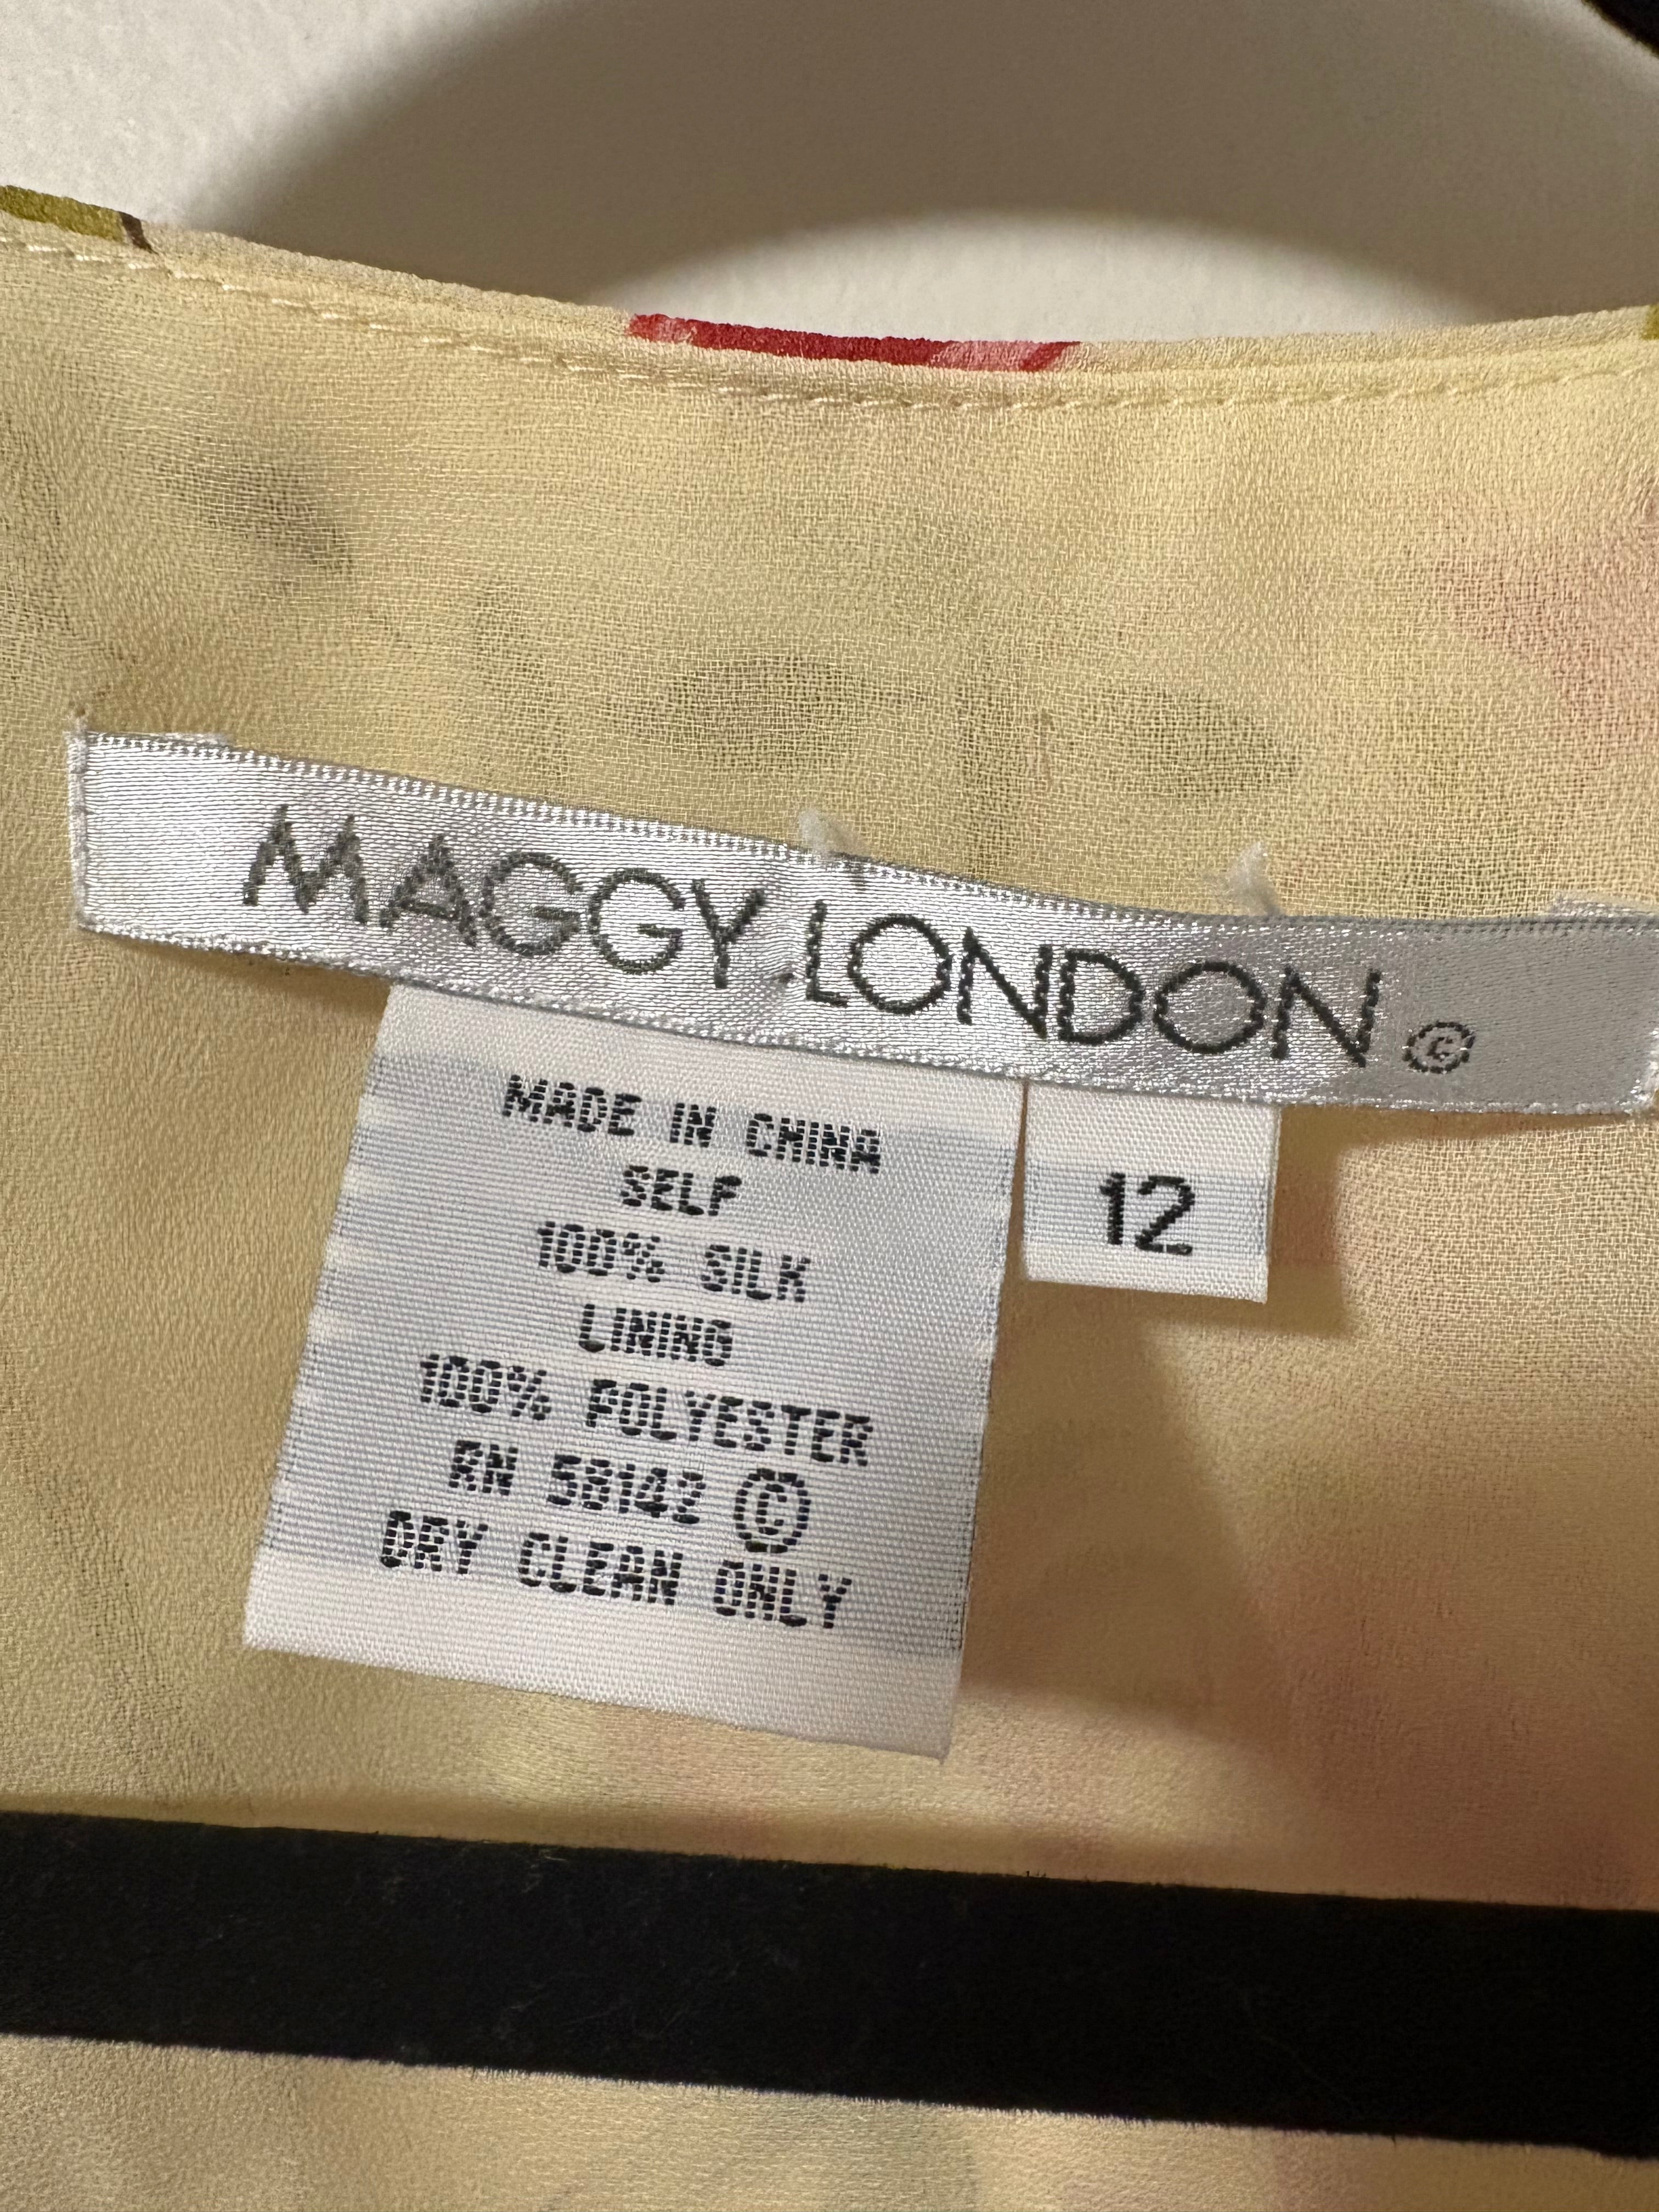 MAGGY.LONDON ©
MADE IN CHINA
SELF
100% SILK
LINING
100% POLYESTER
RN 58142 ©
DRY CLEAN ONLY
12